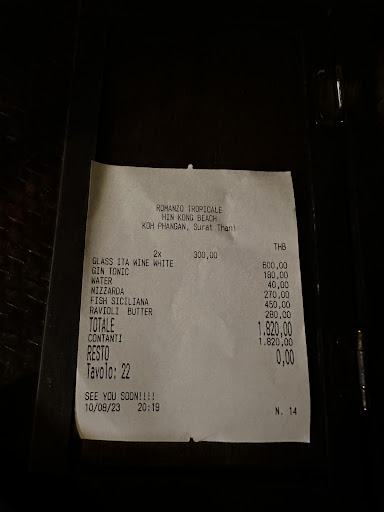 ROMANZO TROPICALE
HIN KONG BEACH
KOH PHANGAN, Surat Thani
THB
2x 300,00
GLASS ITA WINE WHITE 600,00
GIN TONIC 180,00
WATER 40,00
NIZZARDA 270,00
FISH SICILIANA 450,00
RAVIOLI BUTTER 280,00
TOTALE 1.820,00
CONTANTI 1.820,00
RESTO 0,00
Tavolo: 22
SEE YOU SOON!!!!
10/08/23 20:19 N. 14